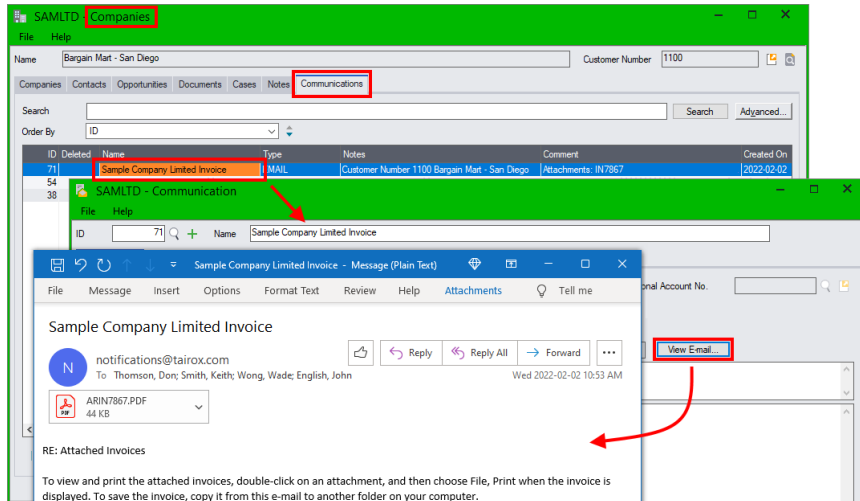 SAMLTD - Companies
File Help
Name Bargain Mart - San Diego Customer Number 1100
Companies Contacts Opportunities Documents Cases Notes Communications
Search Search Advanced...
Order By ID
ID Deleted Name Type Notes Comment Created On
71 Sample Company Limited Invoice EMAIL Customer Number 1100 Bargain Mart - San Diego Attachments: IN7867 2022-02-02
54
38
SAMLTD - Communication
File Help
ID 71 Name Sample Company Limited Invoice
Sample Company Limited Invoice - Message (Plain Text)
File Message Insert Options Format Text Review Help Attachments Tell me
Account No.
Sample Company Limited Invoice
View E-mail...
N
notifications@tairox.com
Reply Reply All Forward
To Thomson, Don; Smith, Keith; Wong, Wade; English, John
Wed 2022-02-02 10:53 AM
PDF
ARIN7867.PDF
44 KB
RE: Attached Invoices
To view and print the attached invoices, double-click on an attachment, and then choose File, Print when the invoice is
displayed. To save the invoice, copy it from this e-mail to another folder on your computer.